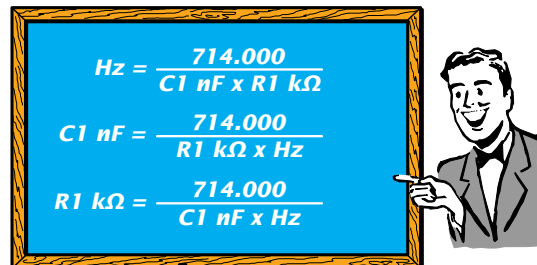 Hz = 714.000
C1 nF x R1 kΩ
C1 nF = 714.000
R1 kΩ x Hz
R1 kΩ = 714.000
C1 nF x Hz